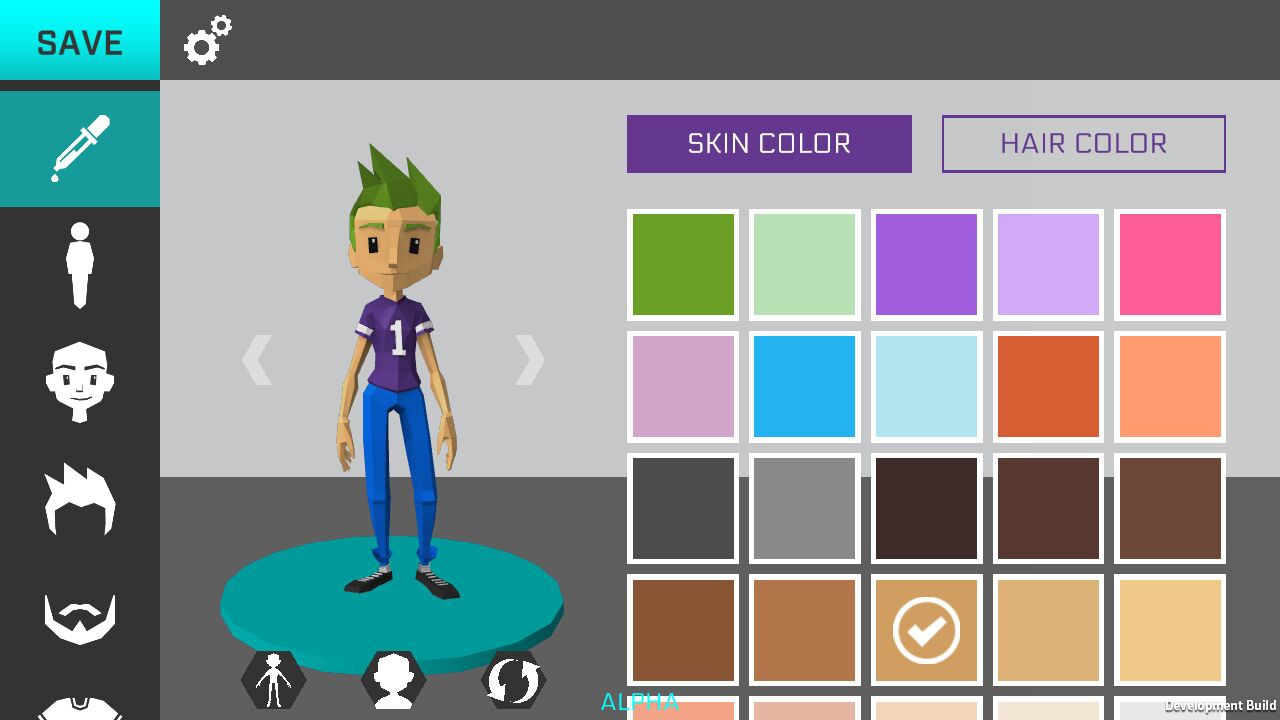 SAVE
SKIN COLOR
HAIR COLOR
1
ALPHA
Development Build